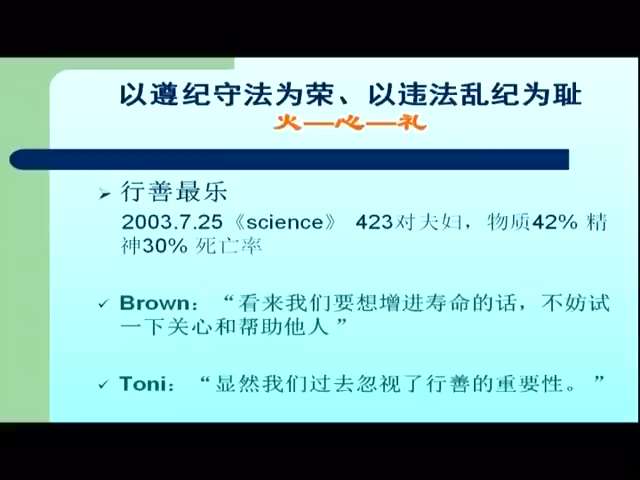 以遵纪守法为荣、以违法乱纪为耻
火—心—礼
行善最乐
2003.7.25《science》 423对夫妇，物质42% 精
神30% 死亡率
Brown：“看来我们要想增进寿命的话，不妨试
一下关心和帮助他人”
Toni：“显然我们过去忽视了行善的重要性。”